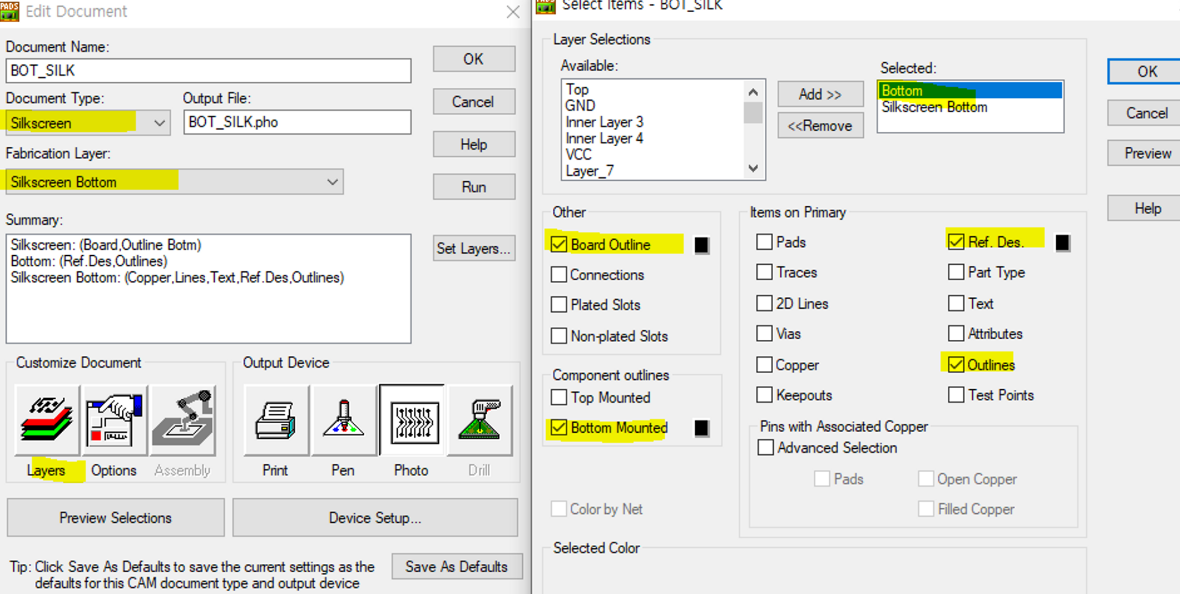 PADS
Edit Document
Document Name:
BOT_SILK
OK
Document Type:
Output File:
Silkscreen
BOT_SILK.pho
Cancel
Fabrication Layer:
Help
Silkscreen Bottom
Run
Summary:
Silkscreen: (Board,Outline Botm)
Bottom: (Ref.Des,Outlines)
Silkscreen Bottom: (Copper,Lines,Text,Ref.Des,Outlines)
Set Layers...
Customize Document
Output Device
Layers
Options
Assembly
Print
Pen
Photo
Drill
Preview Selections
Device Setup...
Tip: Click Save As Defaults to save the current settings as the
defaults for this CAM document type and output device
Save As Defaults
Select Items - BOT_SILK
Layer Selections
Available:
Top
GND
Inner Layer 3
Inner Layer 4
VCC
Layer_7
Add >>
<<Remove
Selected:
Bottom
Silkscreen Bottom
OK
Cancel
Preview
Help
Other
Board Outline
Connections
Plated Slots
Non-plated Slots
Component outlines
Top Mounted
Bottom Mounted
Color by Net
Items on Primary
Pads
Ref. Des.
Traces
Part Type
2D Lines
Text
Vias
Attributes
Copper
Outlines
Keepouts
Test Points
Pins with Associated Copper
Advanced Selection
Pads
Open Copper
Filled Copper
Selected Color